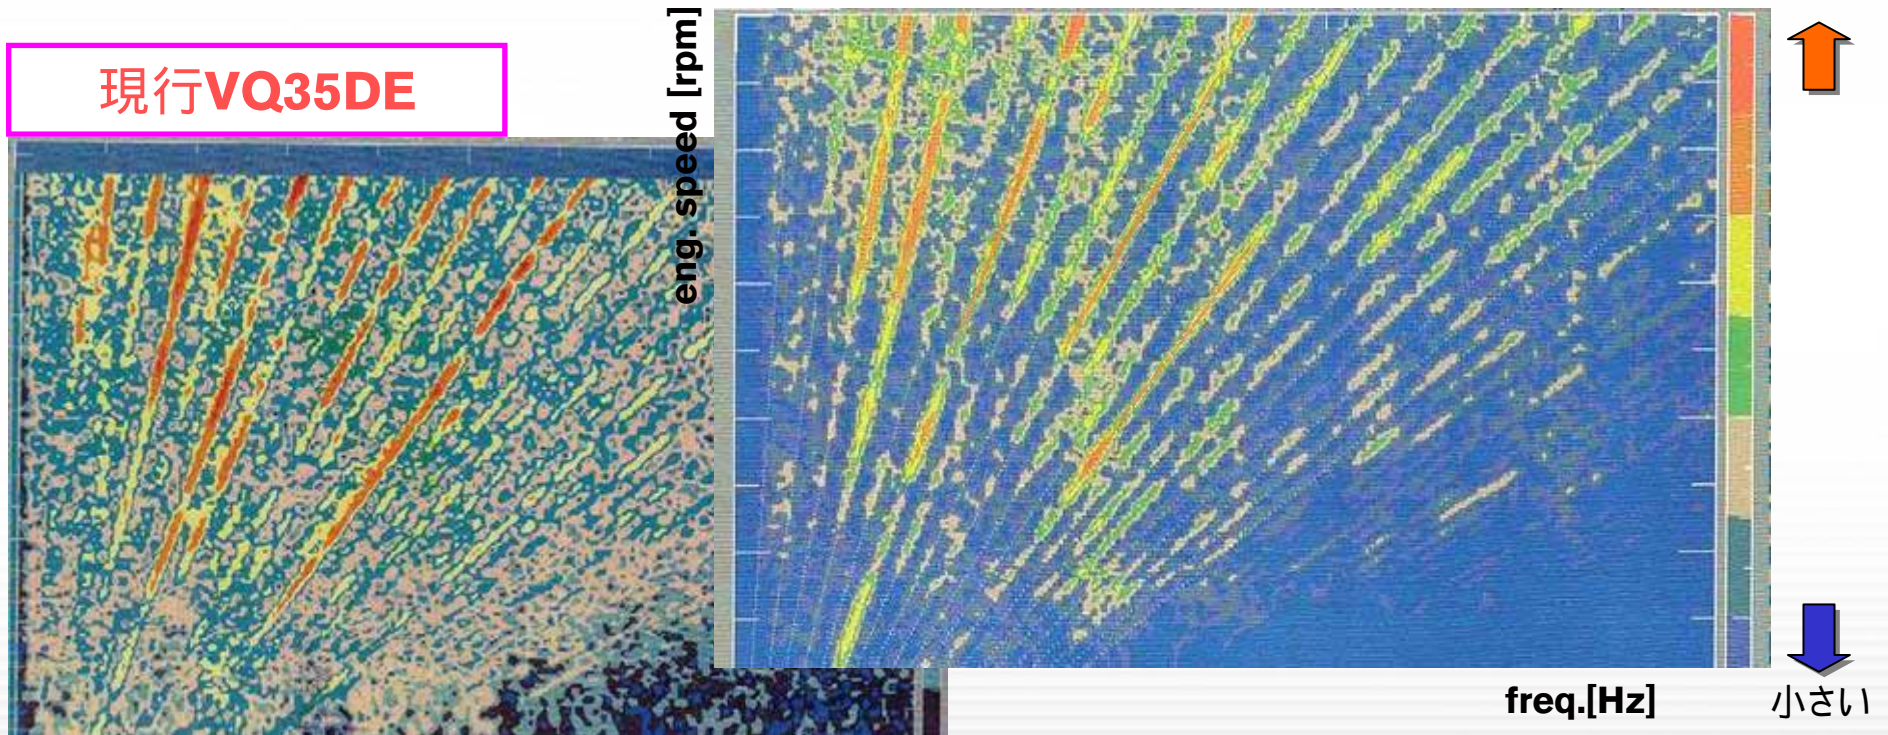 現行VQ35DE
eng. speed [rpm]
freq.[Hz]
小さい